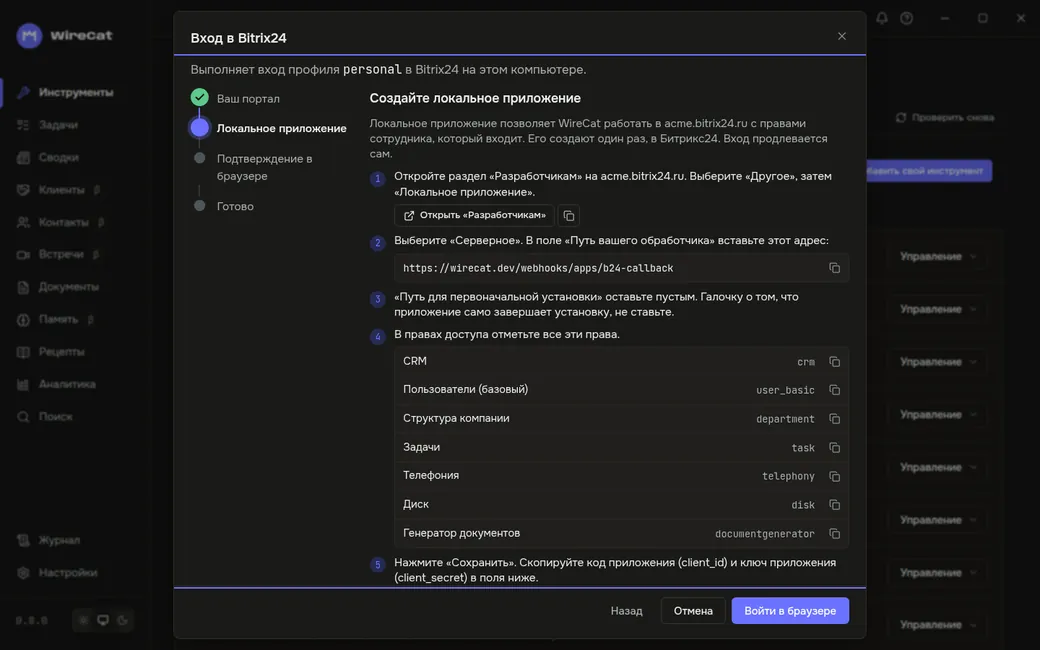 wirecat
Инструменты
Задачи
Сводки
Клиенты β
Контакты β
Встречи β
Документы
Память β
Рецепты
Аналитика
Поиск
Журнал
Настройки
Вход в Bitrix24
Выполняет вход профиля personal в Bitrix24 на этом компьютере.
Ваш портал
Локальное приложение
Подтверждение в
браузере
Готово
Создайте локальное приложение
Локальное приложение позволяет WireCat работать в acme.bitrix24.ru с правами
сотрудника, который входит. Его создают один раз, в Битрикс24. Вход продлевается
сам.
1 Откройте раздел «Разработчикам» на acme.bitrix24.ru. Выберите «Другое», затем
«Локальное приложение».
Открыть «Разработчикам»
2 Выберите «Серверное». В поле «Путь вашего обработчика» вставьте этот адрес:
https://wirecat.dev/webhooks/apps/b24-callback
3 «Путь для первоначальной установки» оставьте пустым. Галочку о том, что
приложение само завершает установку, не ставьте.
4 В правах доступа отметьте все эти права.
CRM crm
Пользователи (базовый) user_basic
Структура компании department
Задачи task
Телефония telephony
Диск disk
Генератор документов documentgenerator
5 Нажмите «Сохранить». Скопируйте код приложения (client_id) и ключ приложения
(client_secret) в поля ниже.
Назад
Отмена
Войти в браузере
Проверить снова
свой инструмент
Управление
Управление
Управление
Управление
Управление
Управление
Управление
Управление